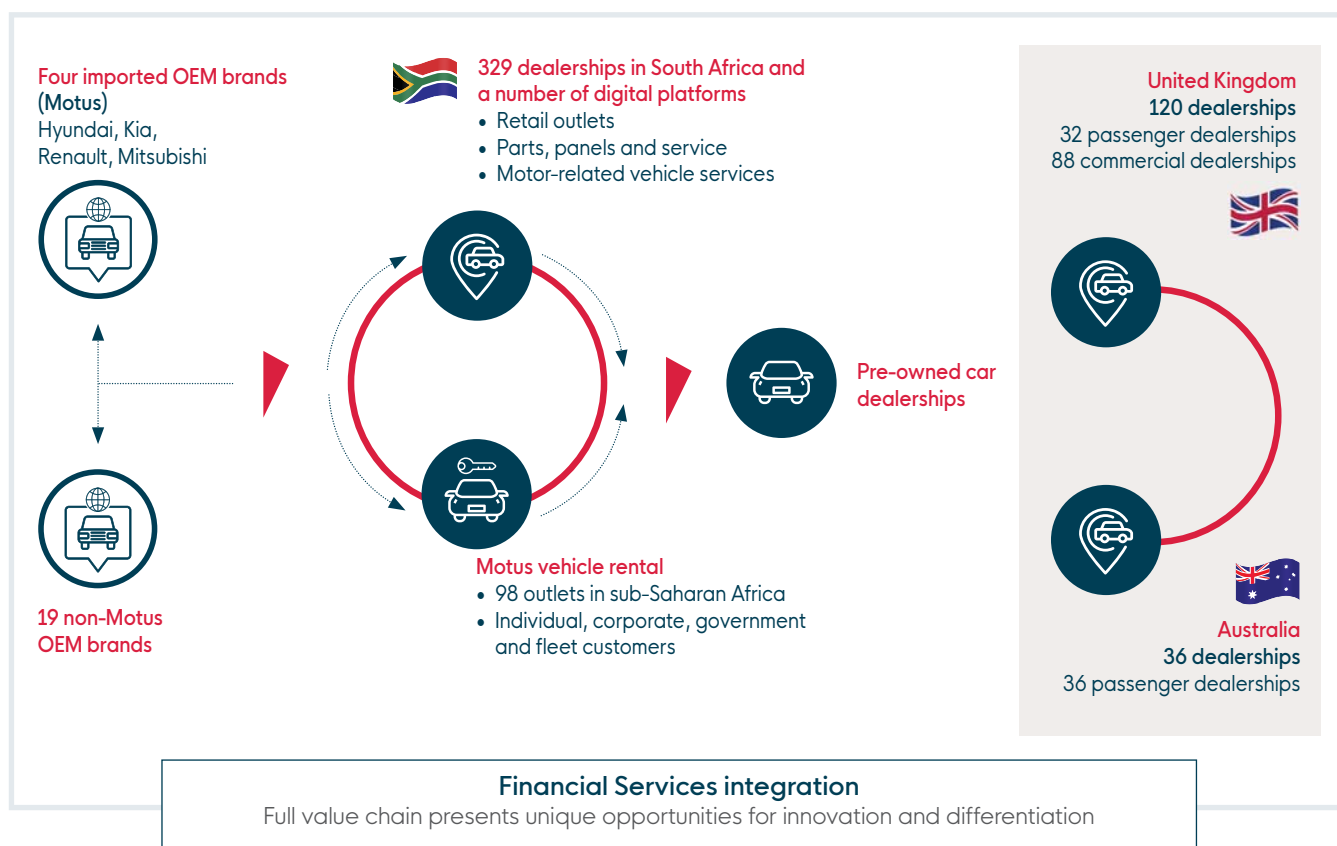 Four imported OEM brands
(Motus)
Hyundai, Kia,
Renault, Mitsubishi
19 non-Motus
OEM brands
329 dealerships in South Africa and
a number of digital platforms
• Retail outlets
• Parts, panels and service
• Motor-related vehicle services
Motus vehicle rental
• 98 outlets in sub-Saharan Africa
• Individual, corporate, government
and fleet customers
Pre-owned car
dealerships
United Kingdom
120 dealerships
32 passenger dealerships
88 commercial dealerships
Australia
36 dealerships
36 passenger dealerships
Financial Services integration
Full value chain presents unique opportunities for innovation and differentiation